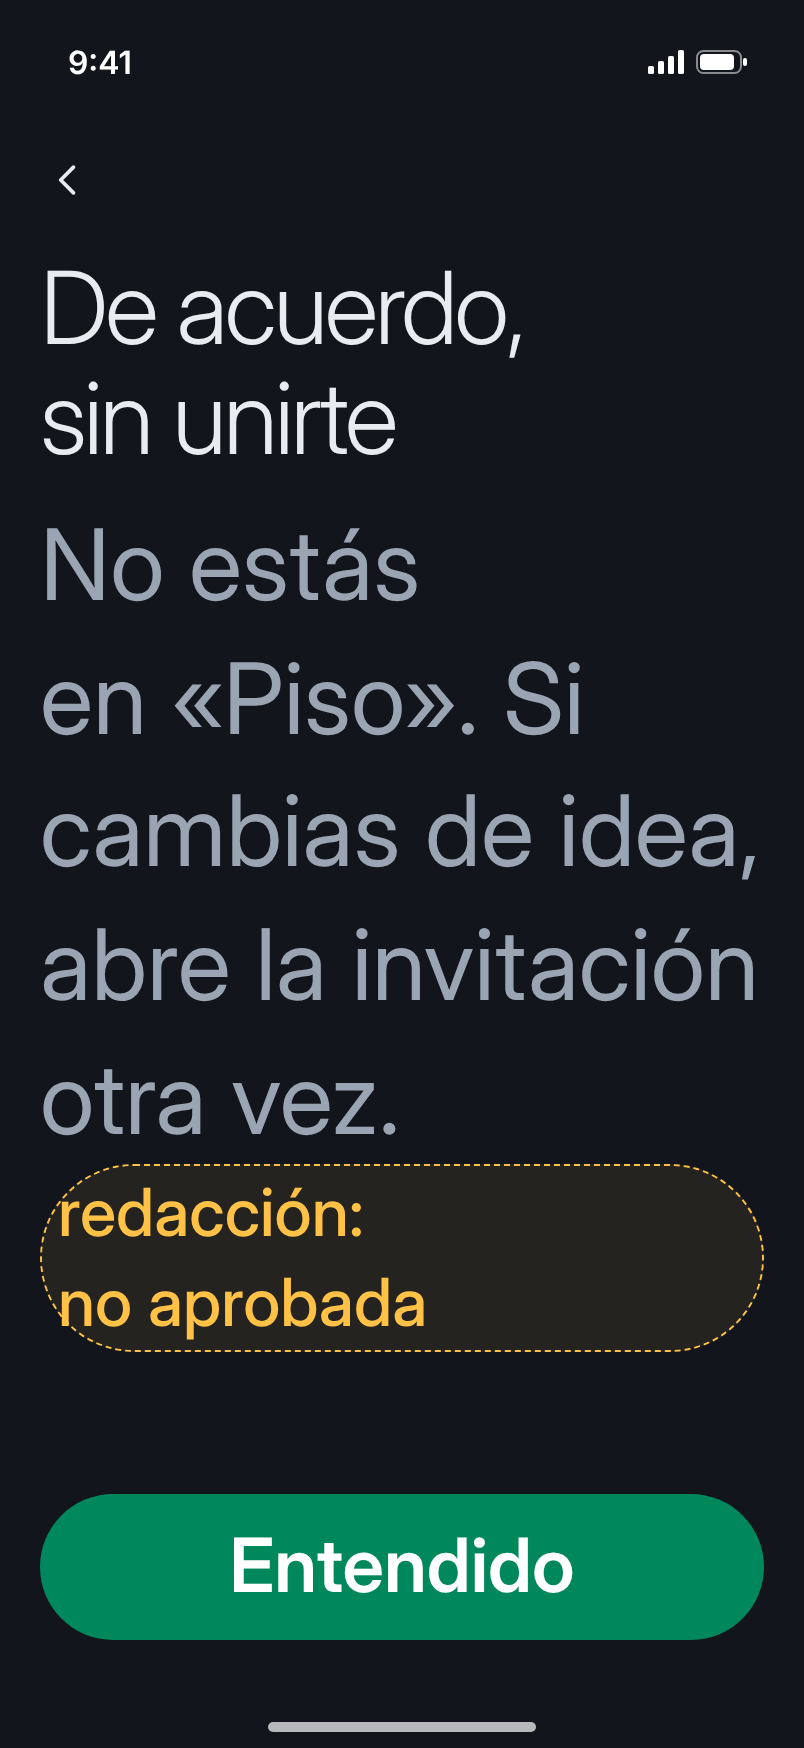 9:41
De acuerdo,
sin unirte
No estás
en «Piso». Si
cambias de idea,
abre la invitación
otra vez.
redacción:
no aprobada
Entendido